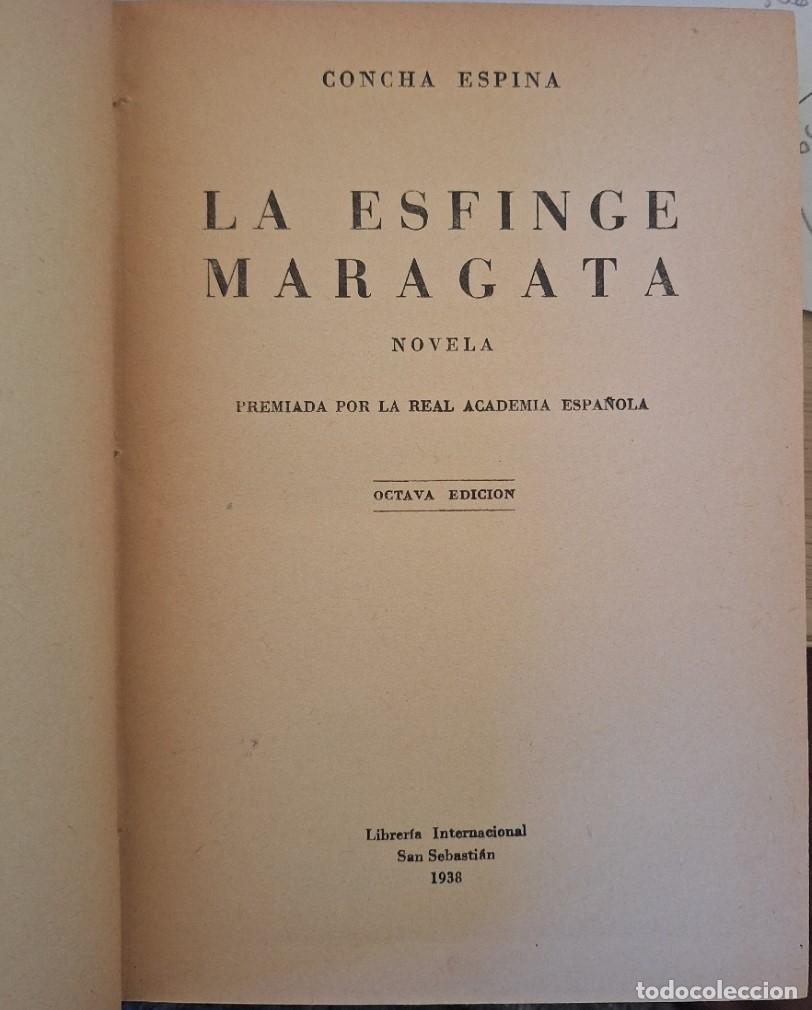 CONCHA ESPINA
LA ESFINGE
MARAGATA
NOVELA
PREMIADA POR LA REAL ACADEMIA ESPAÑOLA
OCTAVA EDICION
Librería Internacional
San Sebastián
1938
todocoleccion